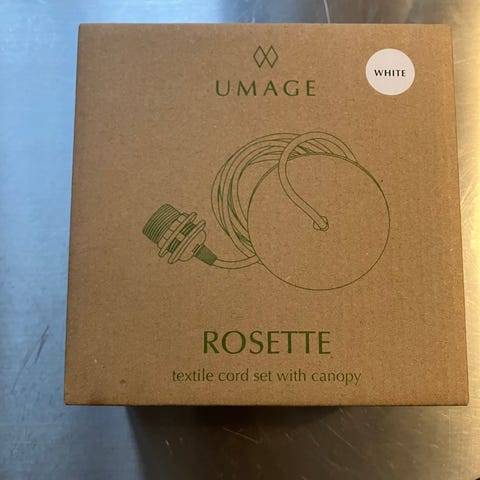 UMAGE
WHITE
ROSETTE
textile cord set with canopy